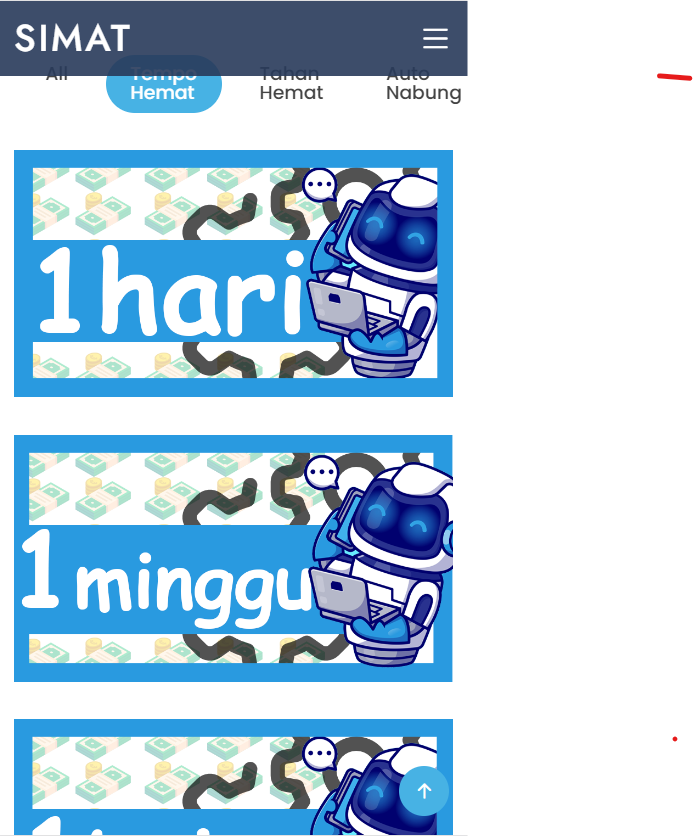 SIMAT
All
Tempo
Hemat
Tahan
Hemat
Auto
Nabung
1 hari
1 minggu